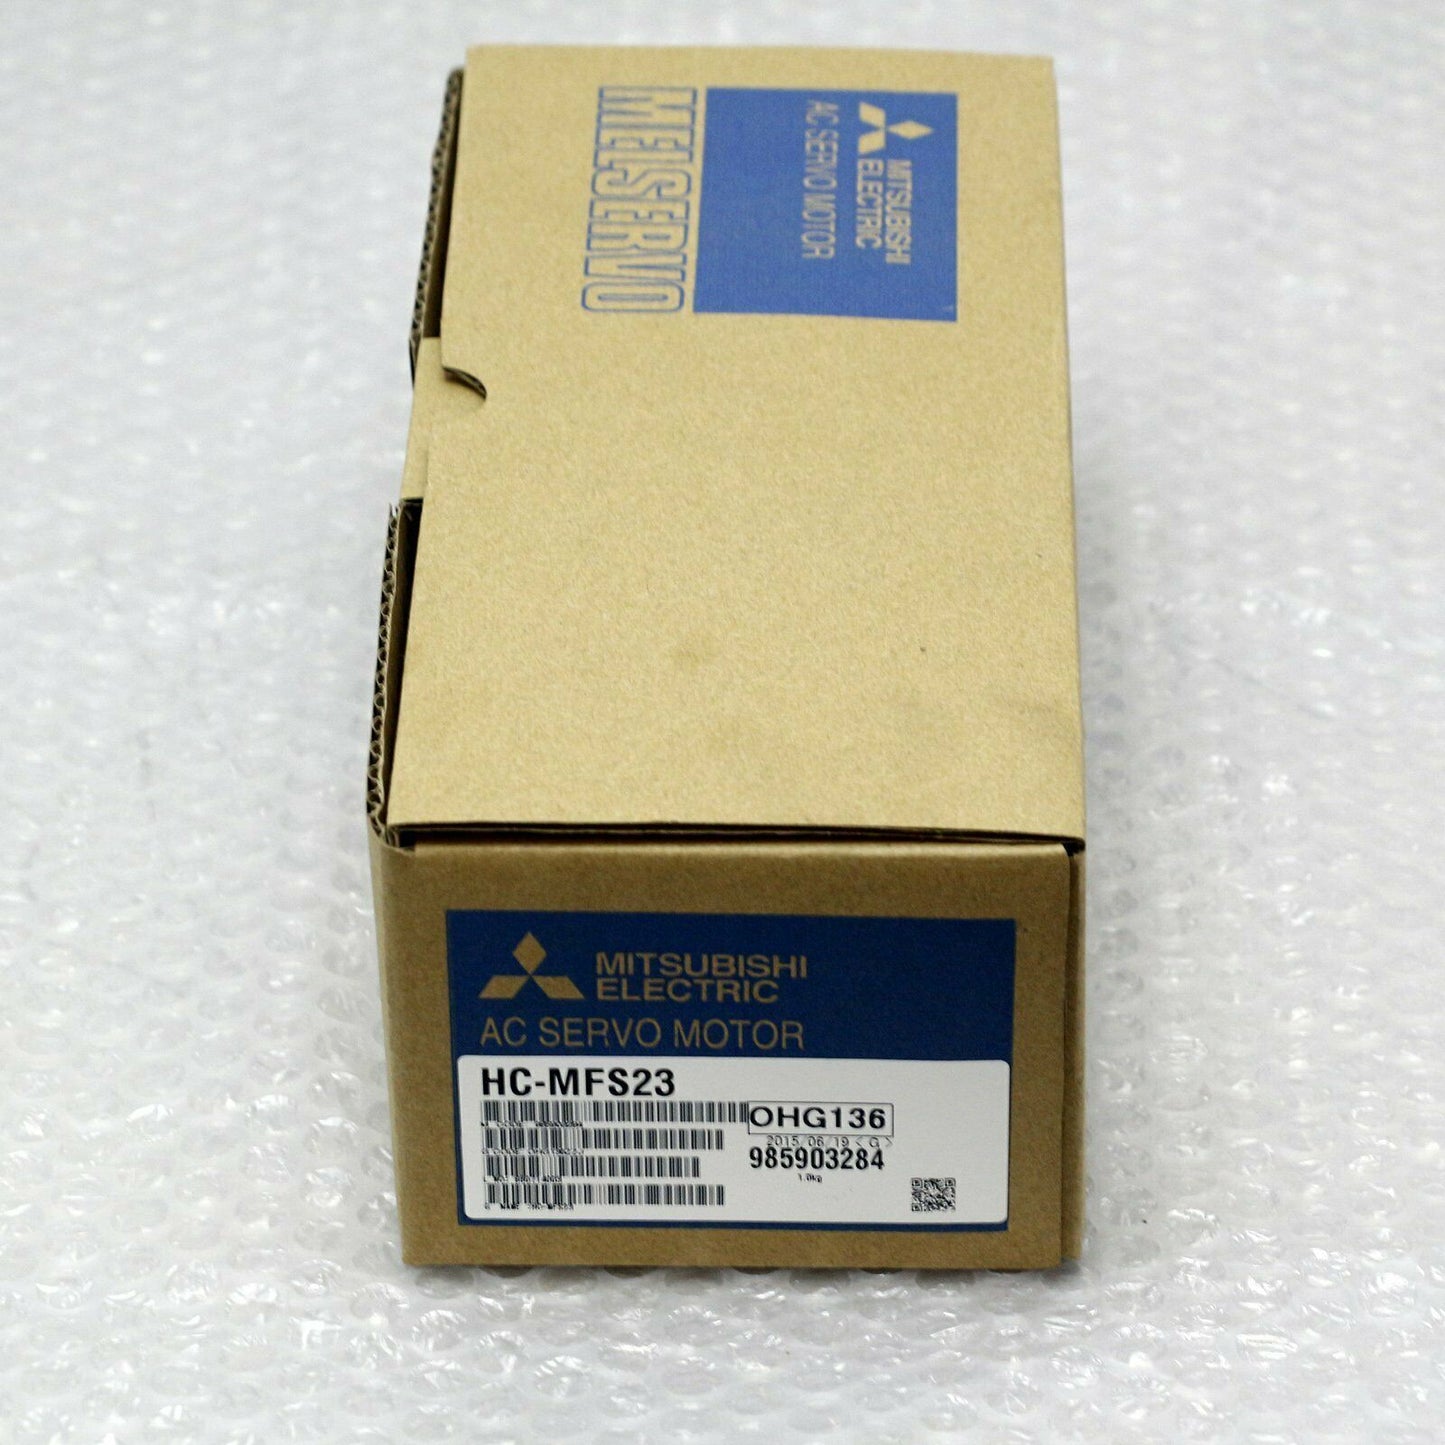 MITSUBISHI
ELECTRIC
AC SERVO MOTOR
MELSERVO
MITSUBISHI
ELECTRIC
AC SERVO MOTOR
HC-MFS23
OHG136
2015/06/19 < G >
985903284
1.0kg